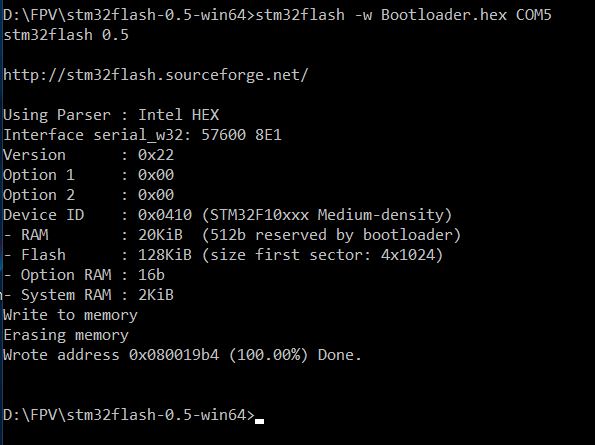 D:\FPV\stm32flash-0.5-win64>stm32flash -w Bootloader.hex COM5
stm32flash 0.5
http://stm32flash.sourceforge.net/
Using Parser : Intel HEX
Interface serial_w32: 57600 8E1
Version      : 0x22
Option 1     : 0x00
Option 2     : 0x00
Device ID    : 0x0410 (STM32F10xxx Medium-density)
- RAM        : 20KiB  (512b reserved by bootloader)
- Flash      : 128KiB (size first sector: 4x1024)
- Option RAM : 16b
- System RAM : 2KiB
Write to memory
Erasing memory
Wrote address 0x080019b4 (100.00%) Done.
D:\FPV\stm32flash-0.5-win64>